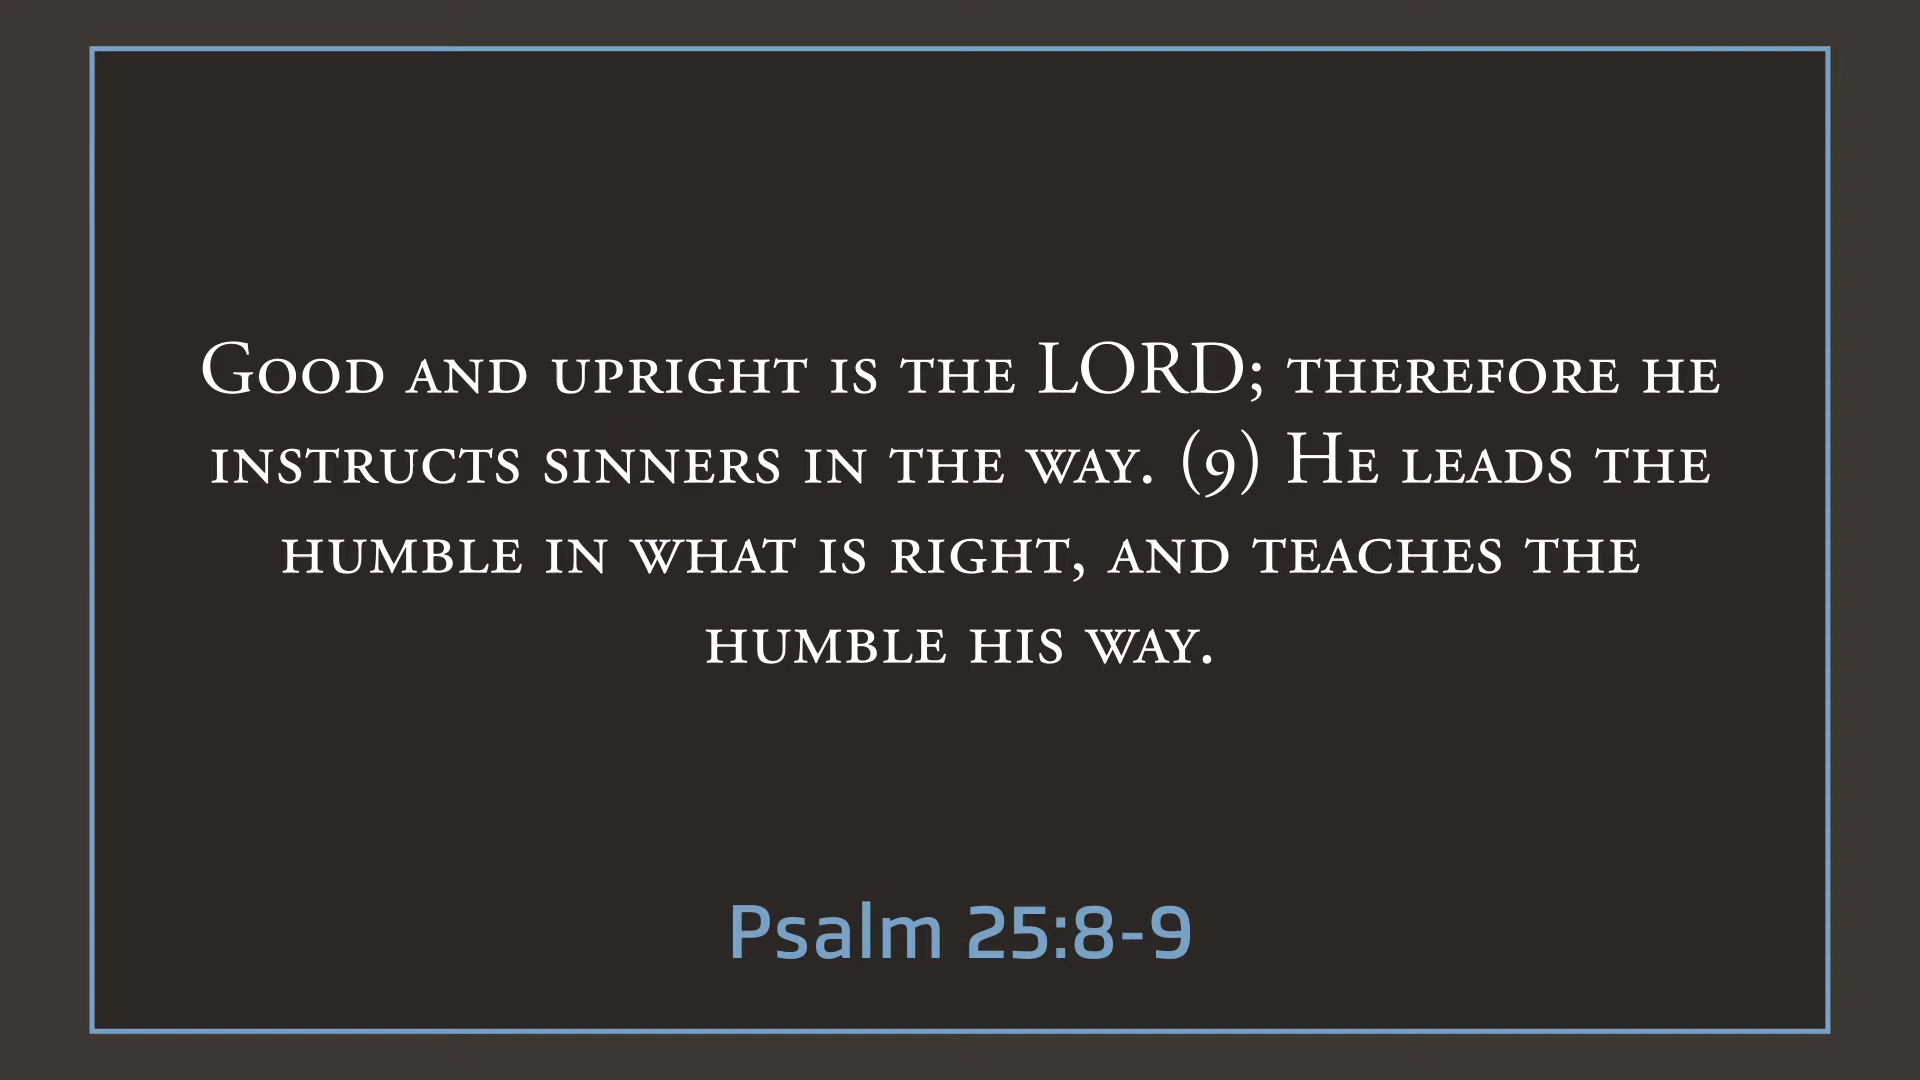 Good and upright is the LORD; therefore he
instructs sinners in the way. (9) He leads the
humble in what is right, and teaches the
humble his way.
Psalm 25:8-9